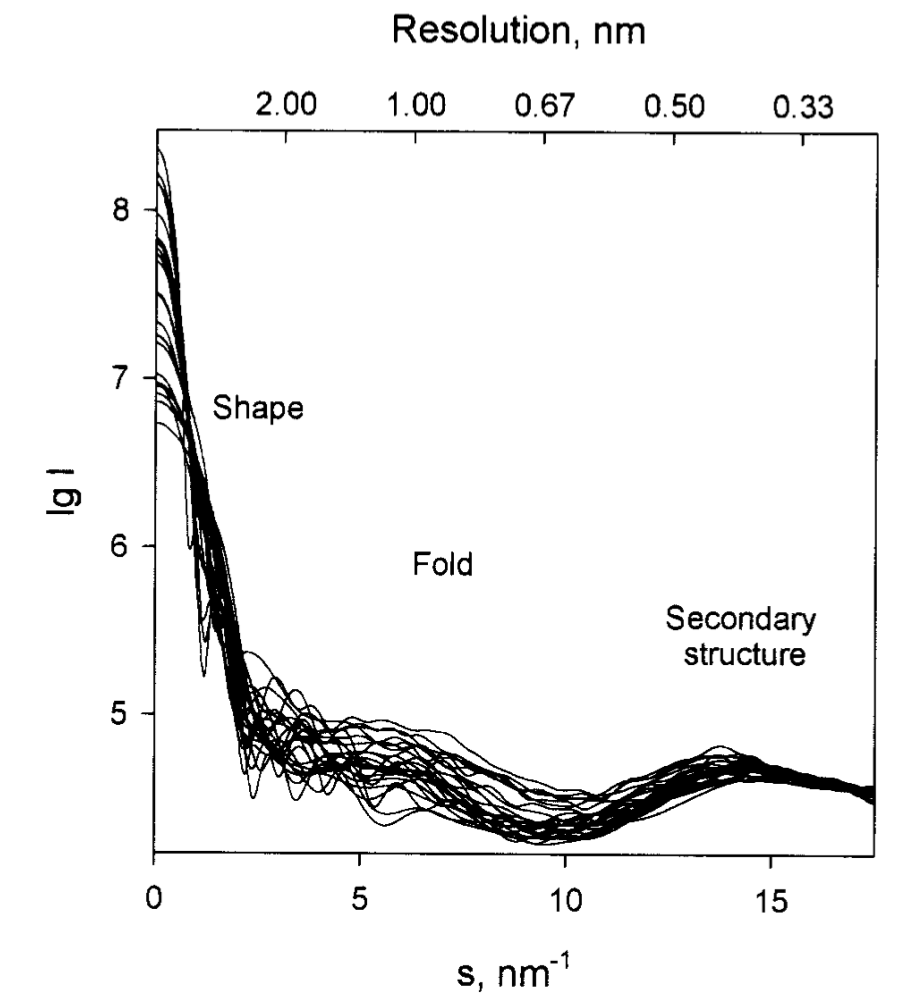 Resolution, nm
2.00 1.00 0.67 0.50 0.33
8
7
Shape
6
Fold
Secondary
structure
5
lg I
0 5 10 15
s, nm⁻¹